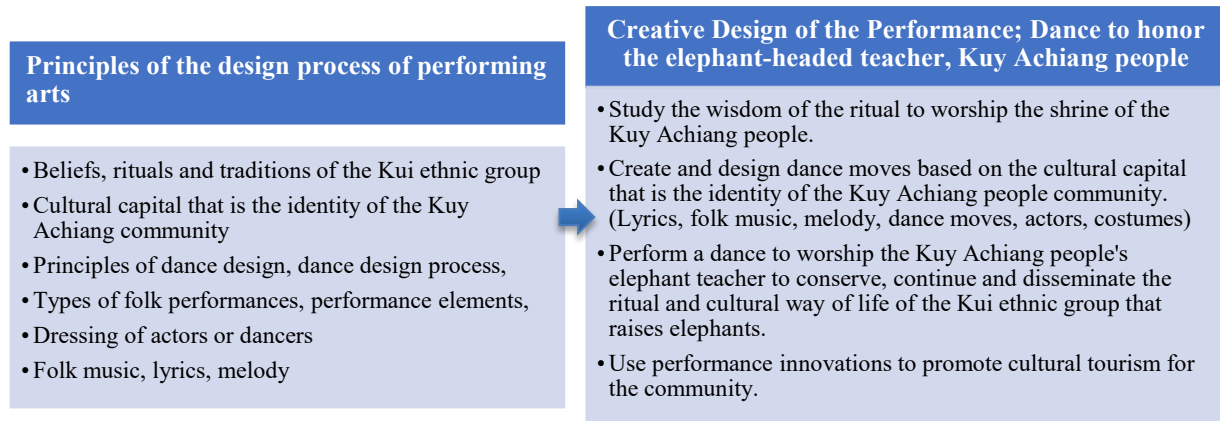 Principles of the design process of performing
arts
• Beliefs, rituals and traditions of the Kui ethnic group
• Cultural capital that is the identity of the Kuy
Achiang community
• Principles of dance design, dance design process,
• Types of folk performances, performance elements,
• Dressing of actors or dancers
• Folk music, lyrics, melody
Creative Design of the Performance; Dance to honor
the elephant-headed teacher, Kuy Achiang people
• Study the wisdom of the ritual to worship the shrine of the
Kuy Achiang people.
• Create and design dance moves based on the cultural capital
that is the identity of the Kuy Achiang people community.
(Lyrics, folk music, melody, dance moves, actors, costumes)
• Perform a dance to worship the Kuy Achiang people's
elephant teacher to conserve, continue and disseminate the
ritual and cultural way of life of the Kui ethnic group that
raises elephants.
• Use performance innovations to promote cultural tourism for
the community.